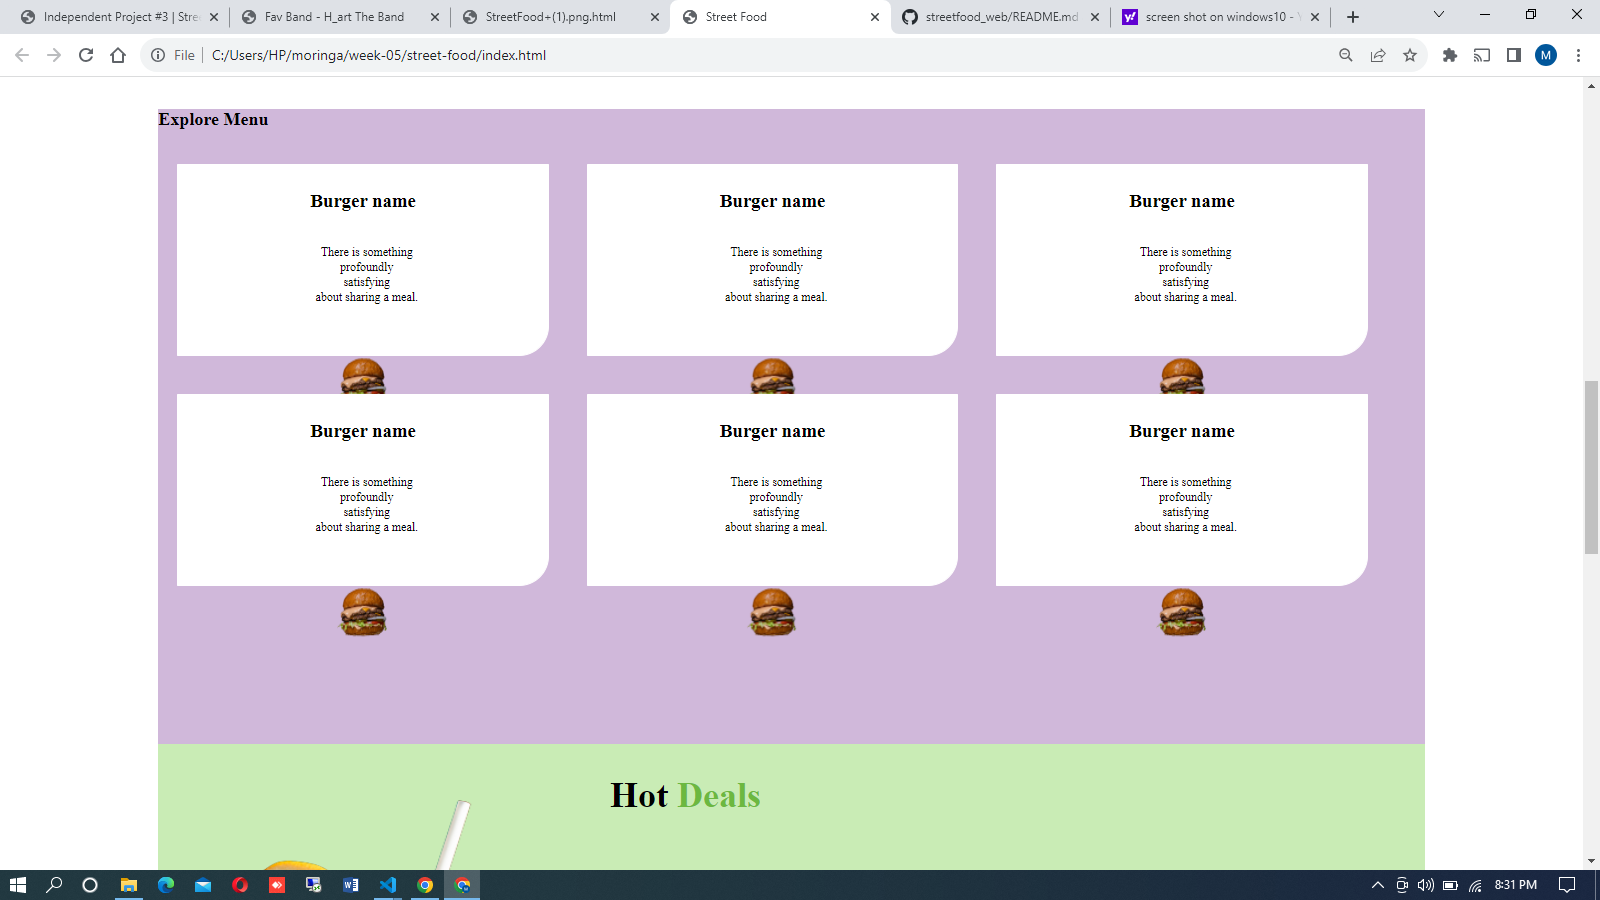 Independent Project #3 | Stre
Fav Band - H_art The Band
StreetFood+(1).png.html
Street Food
streetfood_web/README.md
screen shot on windows10 - Y
File
C:/Users/HP/moringa/week-05/street-food/index.html
M
Explore Menu
Burger name
Burger name
Burger name
There is something
profoundly
satisfying
about sharing a meal.
There is something
profoundly
satisfying
about sharing a meal.
There is something
profoundly
satisfying
about sharing a meal.
Burger name
Burger name
Burger name
There is something
profoundly
satisfying
about sharing a meal.
There is something
profoundly
satisfying
about sharing a meal.
There is something
profoundly
satisfying
about sharing a meal.
Hot Deals
8:31 PM